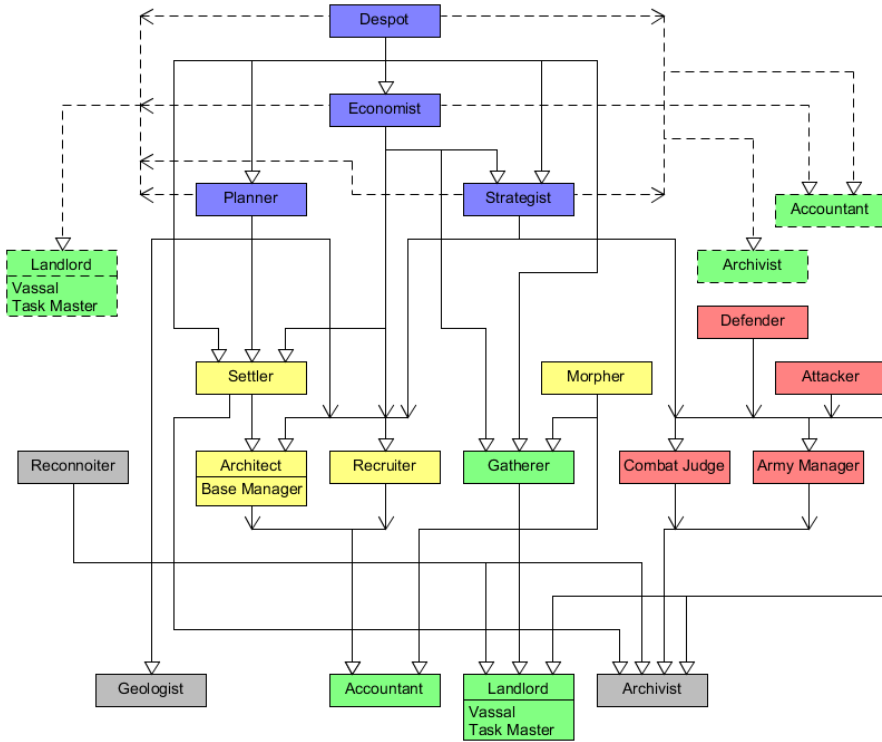 Despot
Economist
Planner
Strategist
Accountant
Landlord
Vassal
Task Master
Archivist
Defender
Settler
Morpher
Attacker
Reconnoiter
Architect
Base Manager
Recruiter
Gatherer
Combat Judge
Army Manager
Geologist
Accountant
Landlord
Vassal
Task Master
Archivist